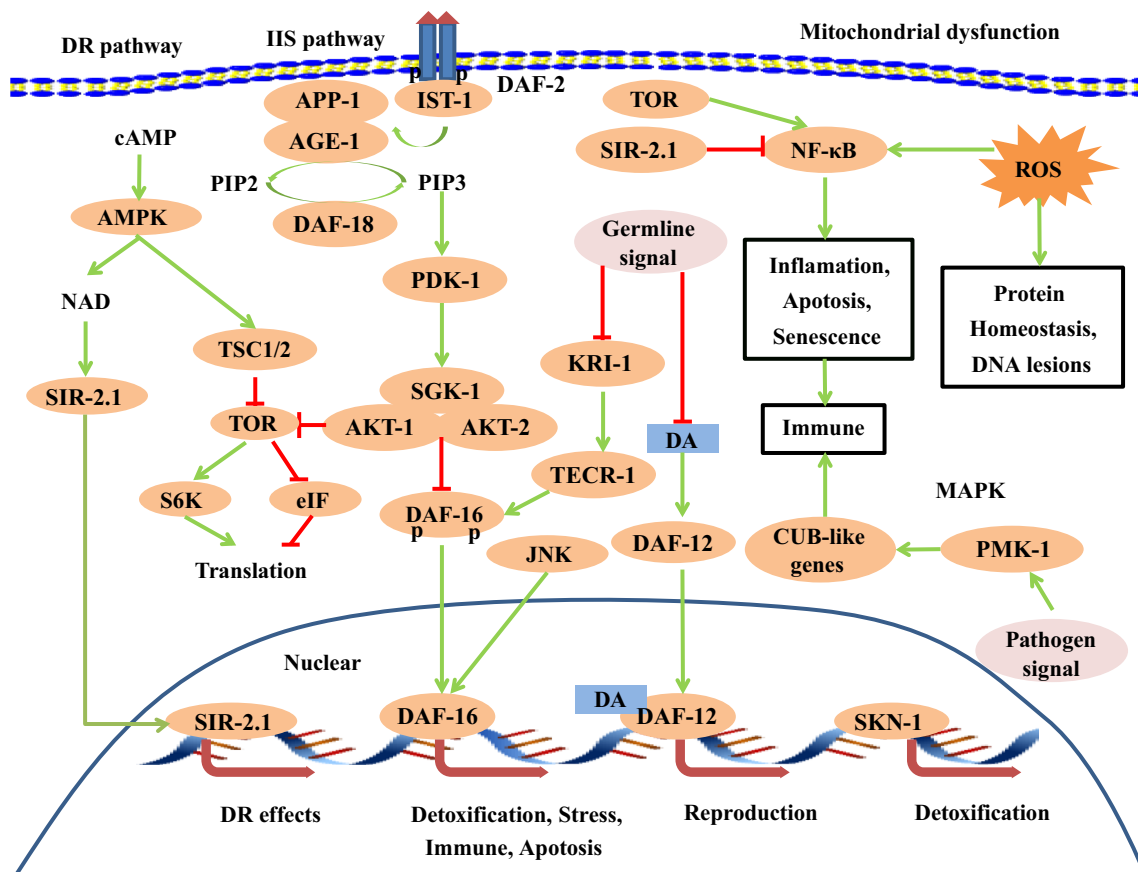 DR pathway
IIS pathway
Mitochondrial dysfunction
p
p
DAF-2
APP-1
IST-1
AGE-1
PIP2
PIP3
DAF-18
cAMP
AMPK
NAD
SIR-2.1
TSC1/2
TOR
S6K
eIF
Translation
PDK-1
SGK-1
AKT-1
AKT-2
DAF-16
p
p
JNK
Germline
signal
KRI-1
TECR-1
DA
DAF-12
TOR
SIR-2.1
NF-κB
ROS
Inflamation,
Apotosis,
Senescence
Protein
Homeostasis,
DNA lesions
Immune
MAPK
CUB-like
genes
PMK-1
Pathogen
signal
Nuclear
SIR-2.1
DAF-16
DA
DAF-12
SKN-1
DR effects
Detoxification, Stress,
Immune, Apotosis
Reproduction
Detoxification